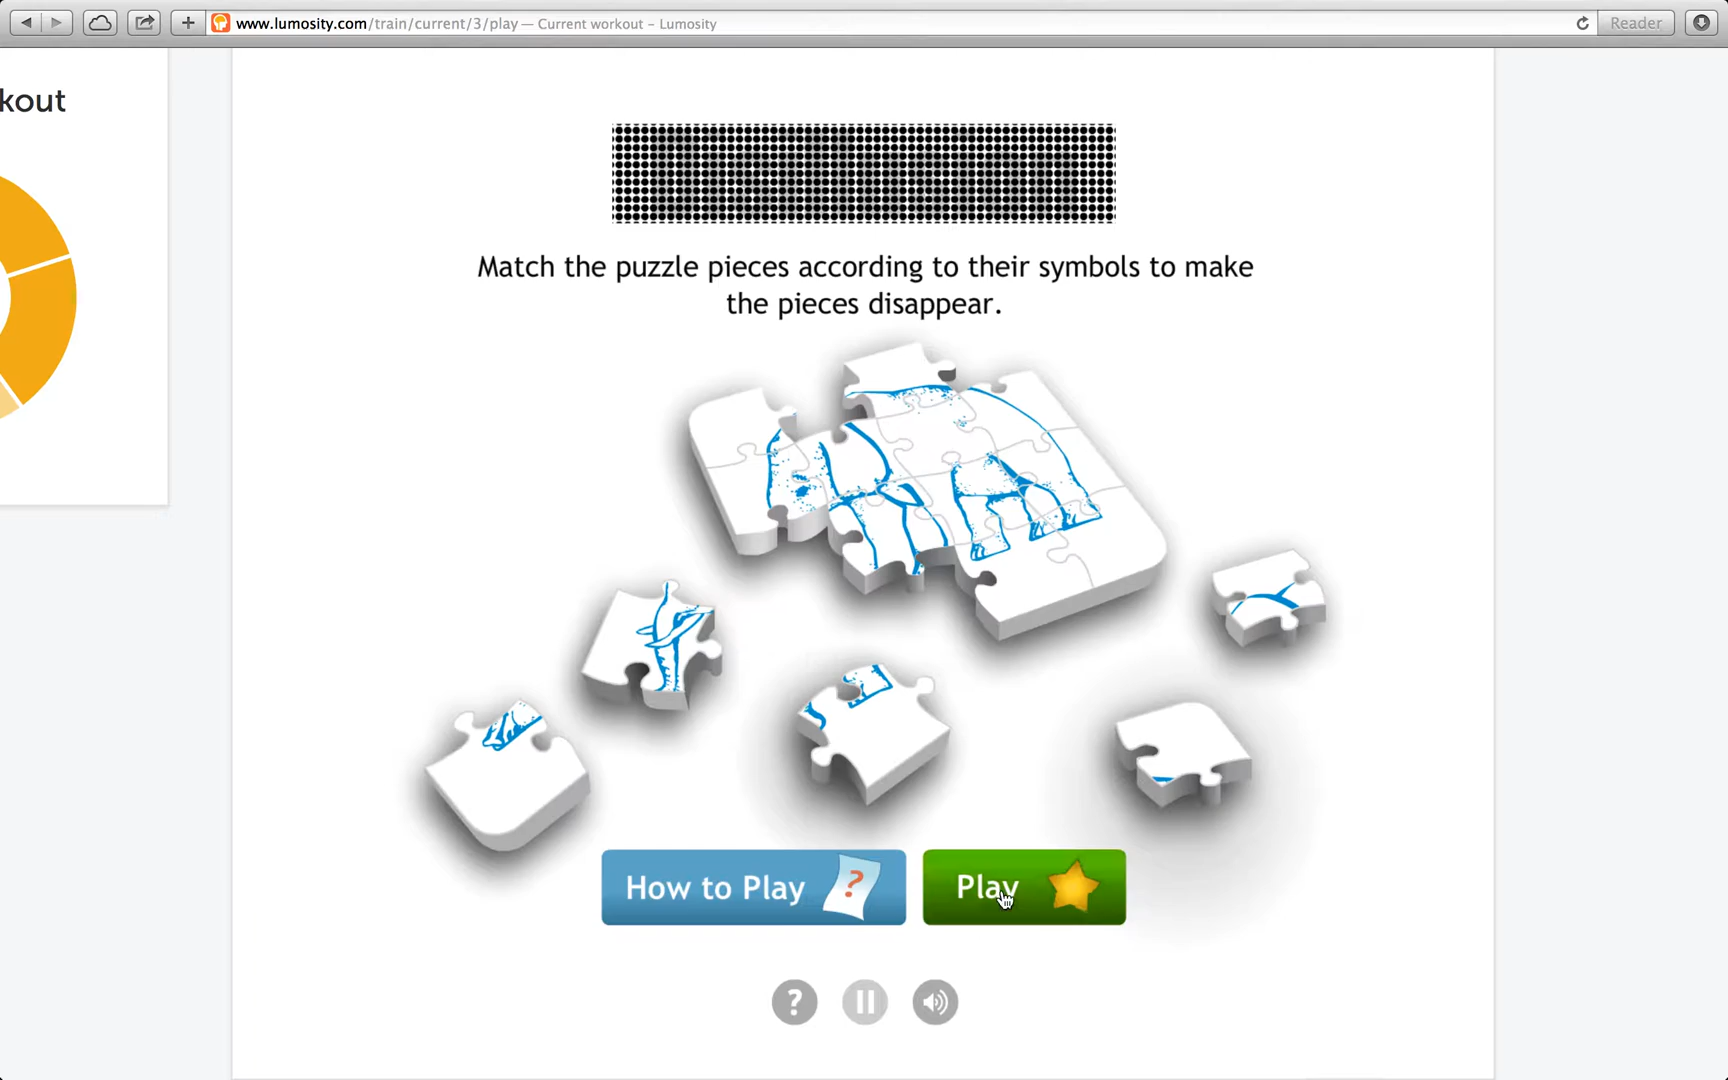 www.lumosity.com/train/current/3/play — Current workout – Lumosity
Reader
kout
Match the puzzle pieces according to their symbols to make
the pieces disappear.
How to Play
?
Play
?